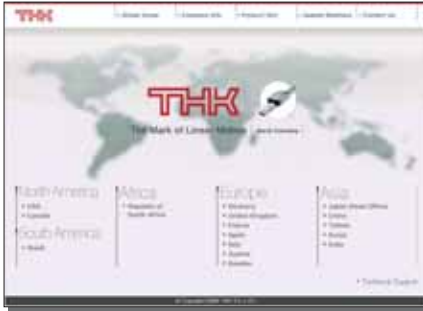 THK
Global Home Company Info Product Info Investor Relations Contact Us
THK
The Mark of Linear Motion
North America
USA
Canada
South America
Brazil
Africa
Republic of
South Africa
Europe
Germany
United Kingdom
France
Spain
Italy
Austria
Sweden
Asia
Japan (Head Office)
China
Taiwan
Korea
India
Technical Support